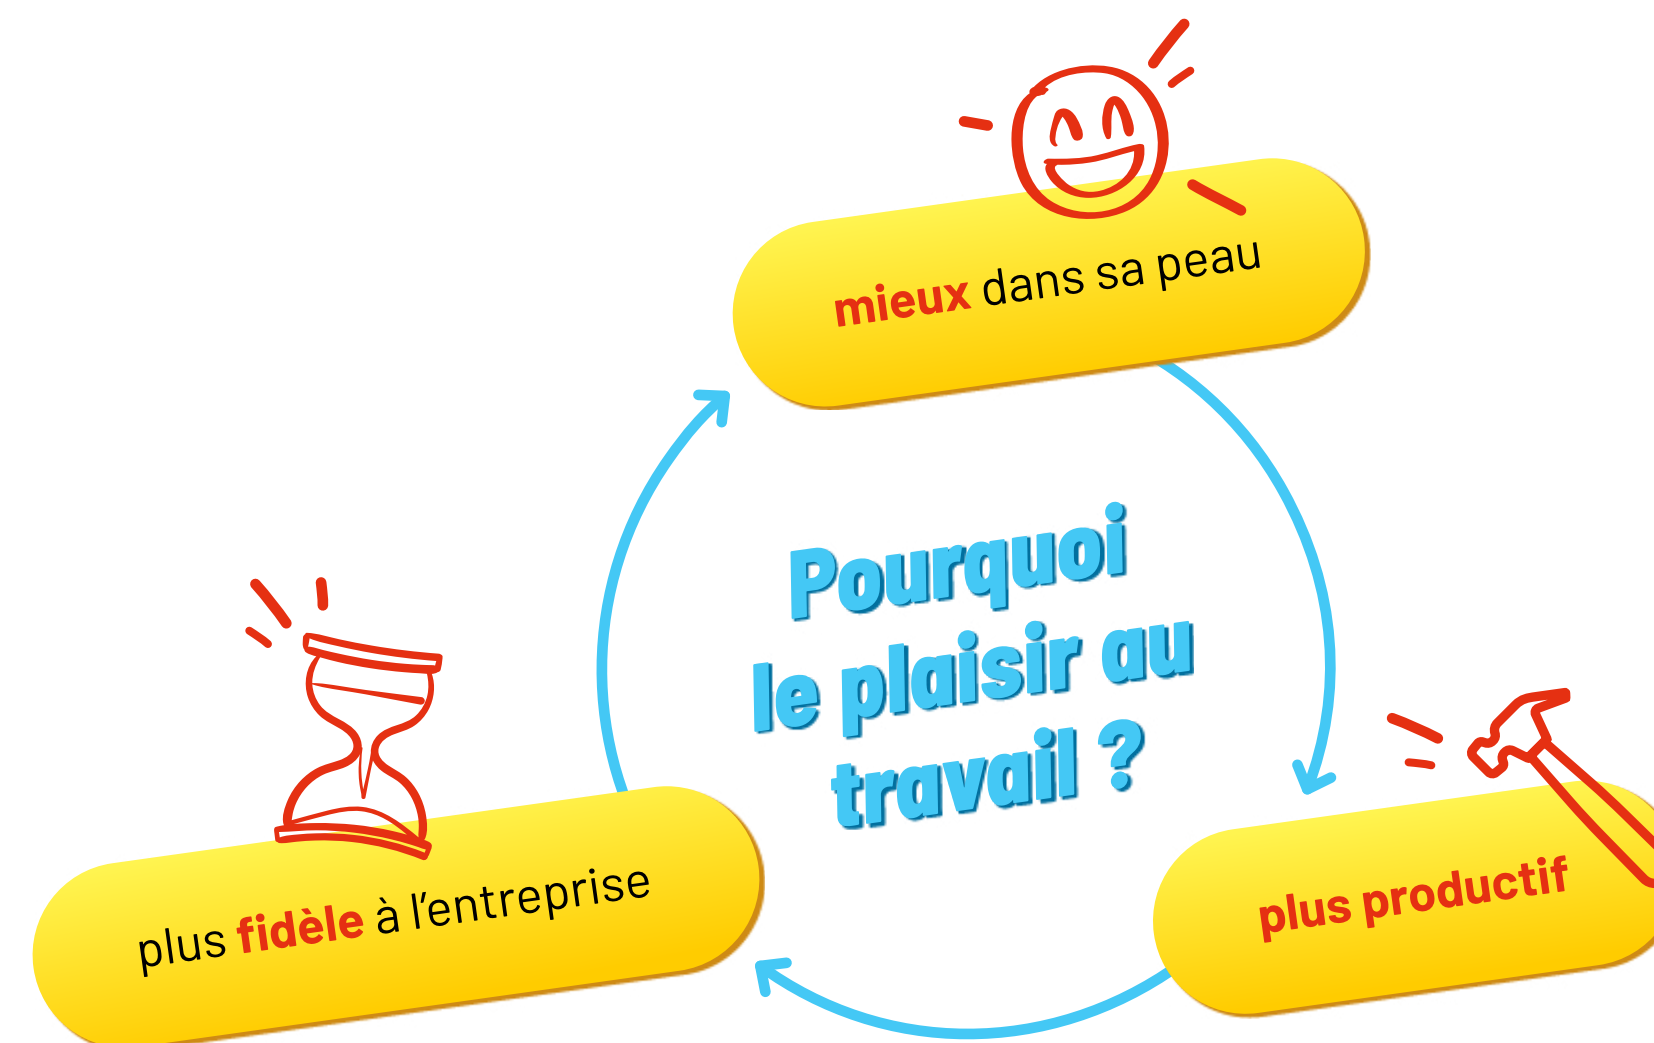 mieux dans sa peau
Pourquoi
le plaisir au
travail ?
plus productif
plus fidèle à l'entreprise